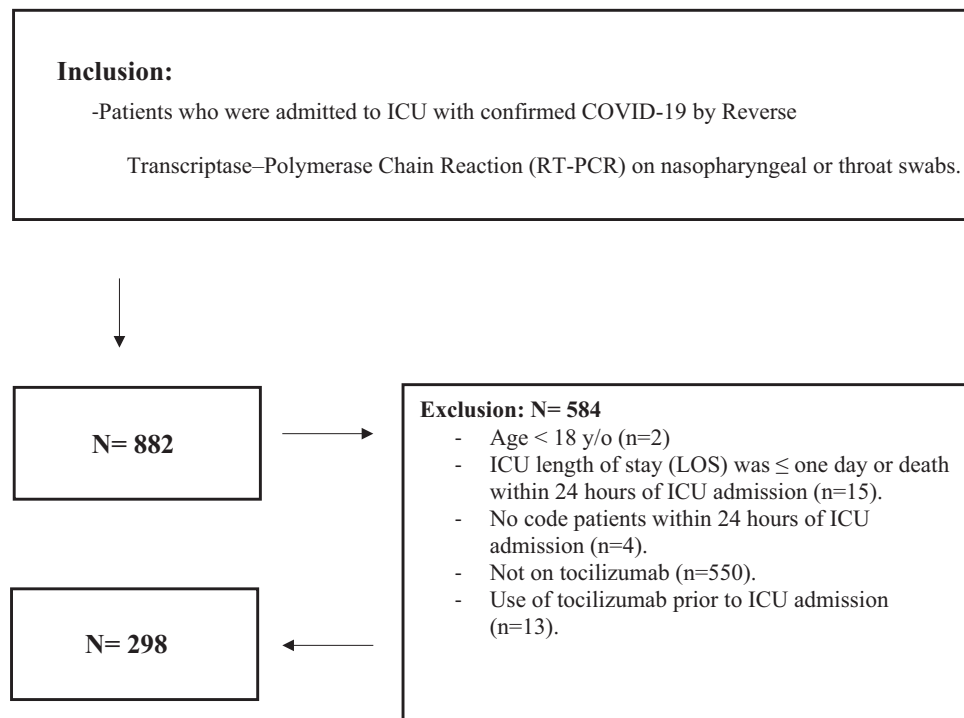 Inclusion:
-Patients who were admitted to ICU with confirmed COVID-19 by Reverse
Transcriptase–Polymerase Chain Reaction (RT-PCR) on nasopharyngeal or throat swabs.
N= 882
Exclusion: N= 584
- Age < 18 y/o (n=2)
- ICU length of stay (LOS) was ≤ one day or death
within 24 hours of ICU admission (n=15).
- No code patients within 24 hours of ICU
admission (n=4).
- Not on tocilizumab (n=550).
- Use of tocilizumab prior to ICU admission
(n=13).
N= 298